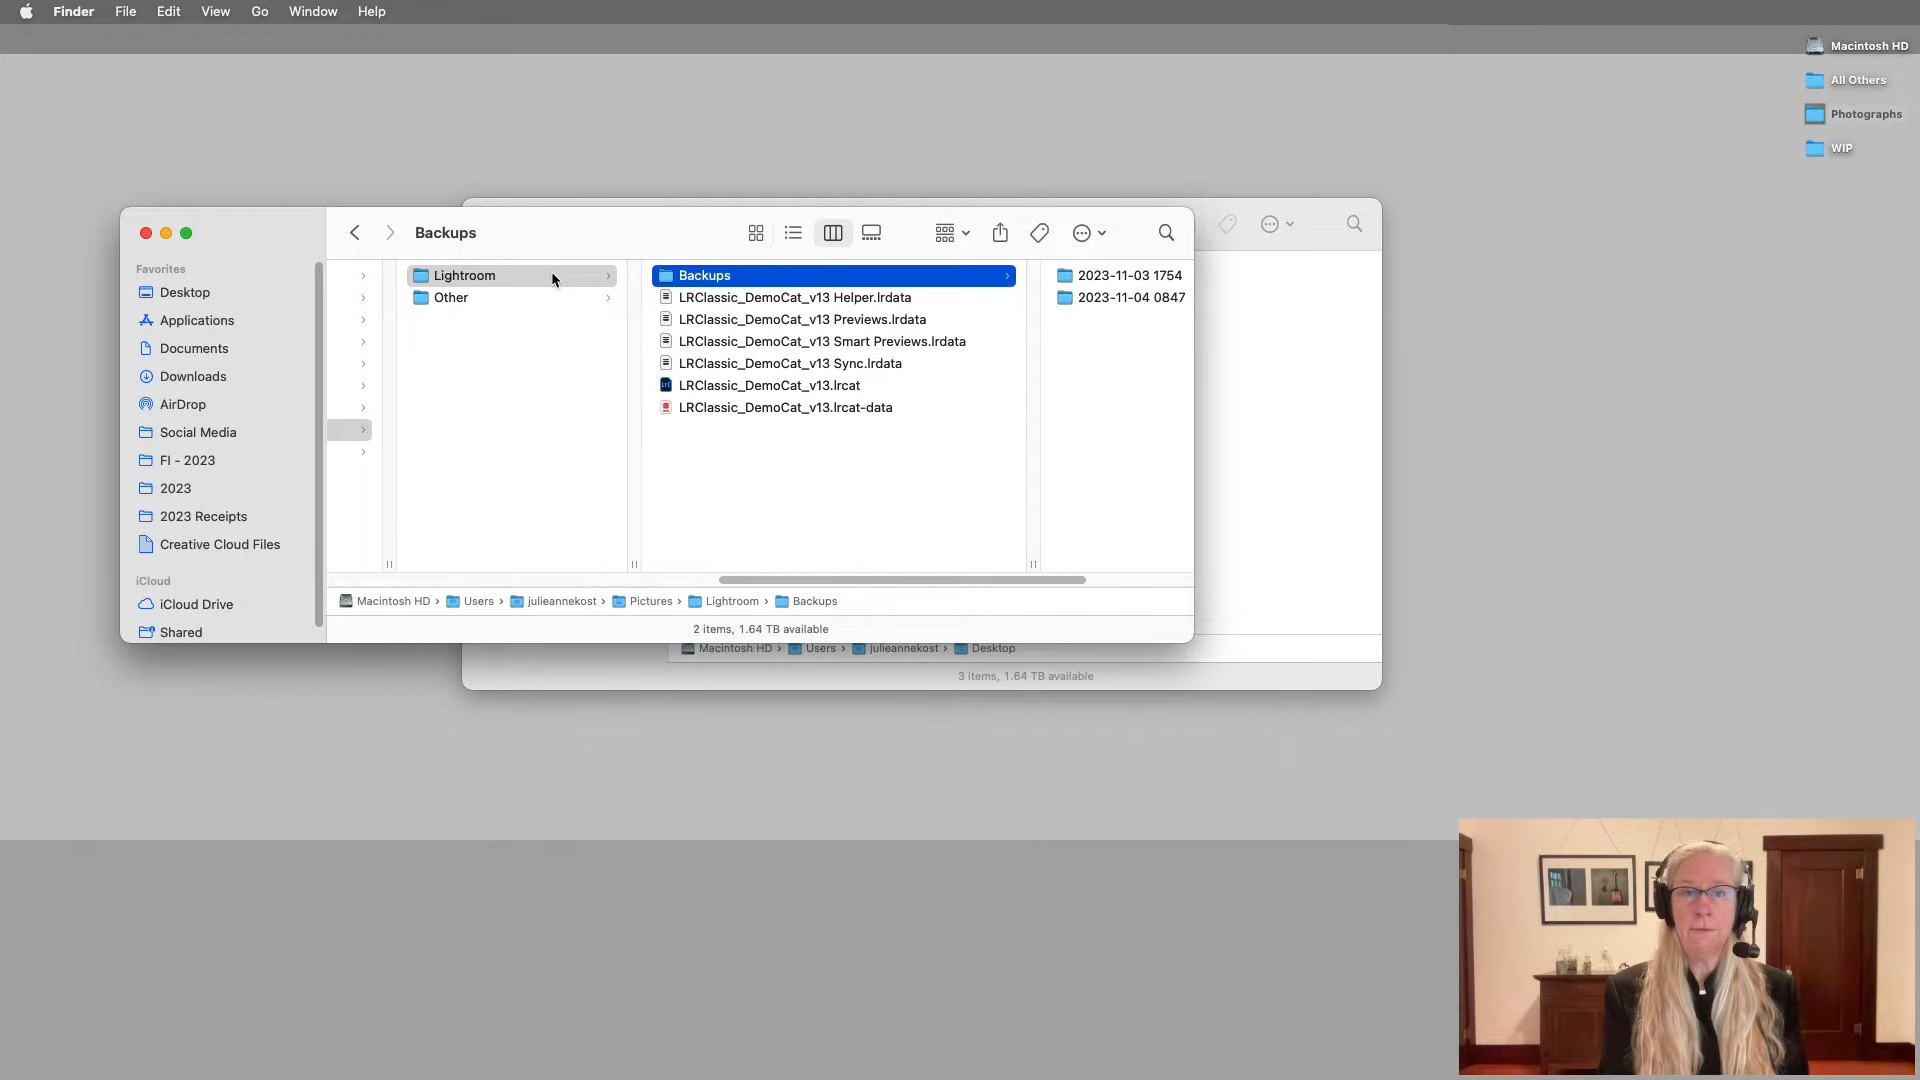 Finder File Edit View Go Window Help
Macintosh HD
All Others
Photographs
WIP
Backups
Favorites
Desktop
Applications
Documents
Downloads
AirDrop
Social Media
FI - 2023
2023
2023 Receipts
Creative Cloud Files
iCloud
iCloud Drive
Shared
Lightroom
Other
Backups
LRClassic_DemoCat_v13 Helper.lrdata
LRClassic_DemoCat_v13 Previews.lrdata
LRClassic_DemoCat_v13 Smart Previews.lrdata
LRClassic_DemoCat_v13 Sync.lrdata
LRClassic_DemoCat_v13.lrcat
LRClassic_DemoCat_v13.lrcat-data
2023-11-03 1754
2023-11-04 0847
Macintosh HD › Users › julieannekost › Pictures › Lightroom › Backups
2 items, 1.64 TB available
Macintosh HD › Users › julieannekost › Desktop
3 items, 1.64 TB available